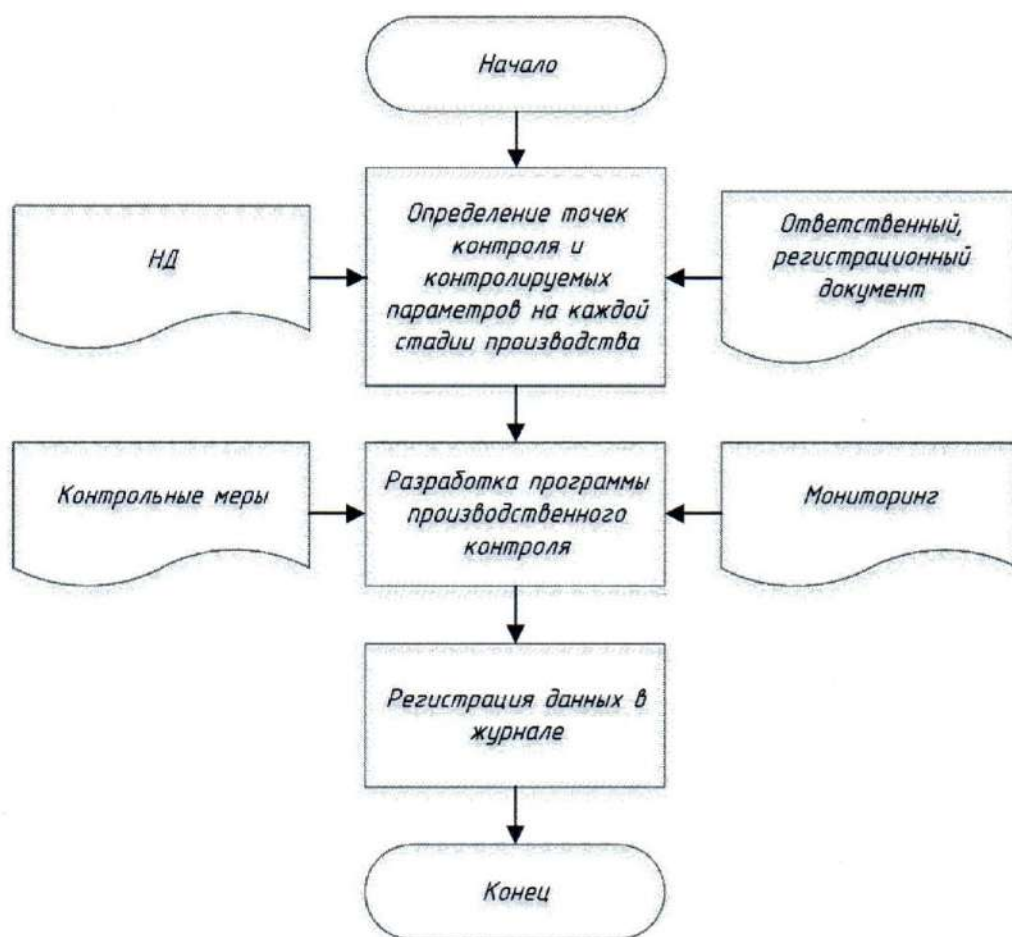 Начало
НД
Определение точек
контроля и
контролируемых
параметров на каждой
стадии производства
Ответственный,
регистрационный
документ
Контрольные меры
Разработка программы
производственного
контроля
Мониторинг
Регистрация данных в
журнале
Конец